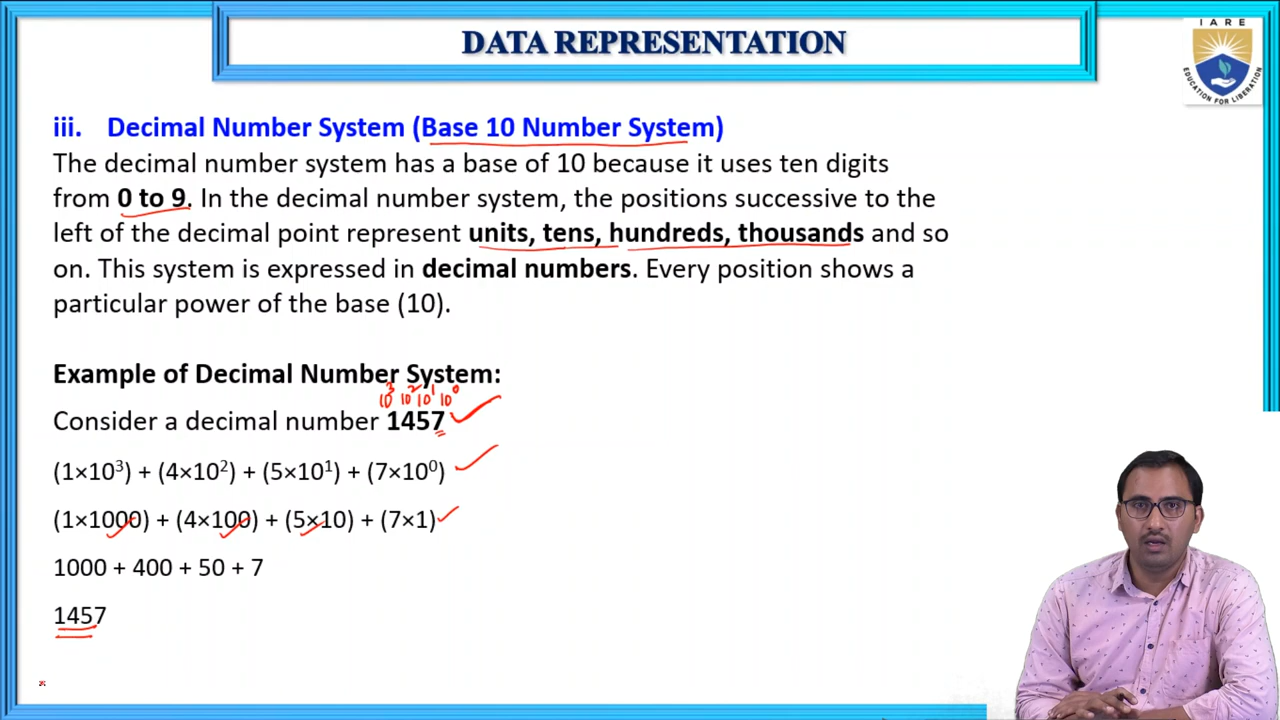 IARE
DATA REPRESENTATION
EDUCATION FOR LIBERATION
iii. Decimal Number System (Base 10 Number System)
The decimal number system has a base of 10 because it uses ten digits
from 0 to 9. In the decimal number system, the positions successive to the
left of the decimal point represent units, tens, hundreds, thousands and so
on. This system is expressed in decimal numbers. Every position shows a
particular power of the base (10).
Example of Decimal Number System:
10³ 10² 10¹ 10⁰
Consider a decimal number 1457
(1×10³) + (4×10²) + (5×10¹) + (7×10⁰)
(1×1000) + (4×100) + (5×10) + (7×1)
1000 + 400 + 50 + 7
1457